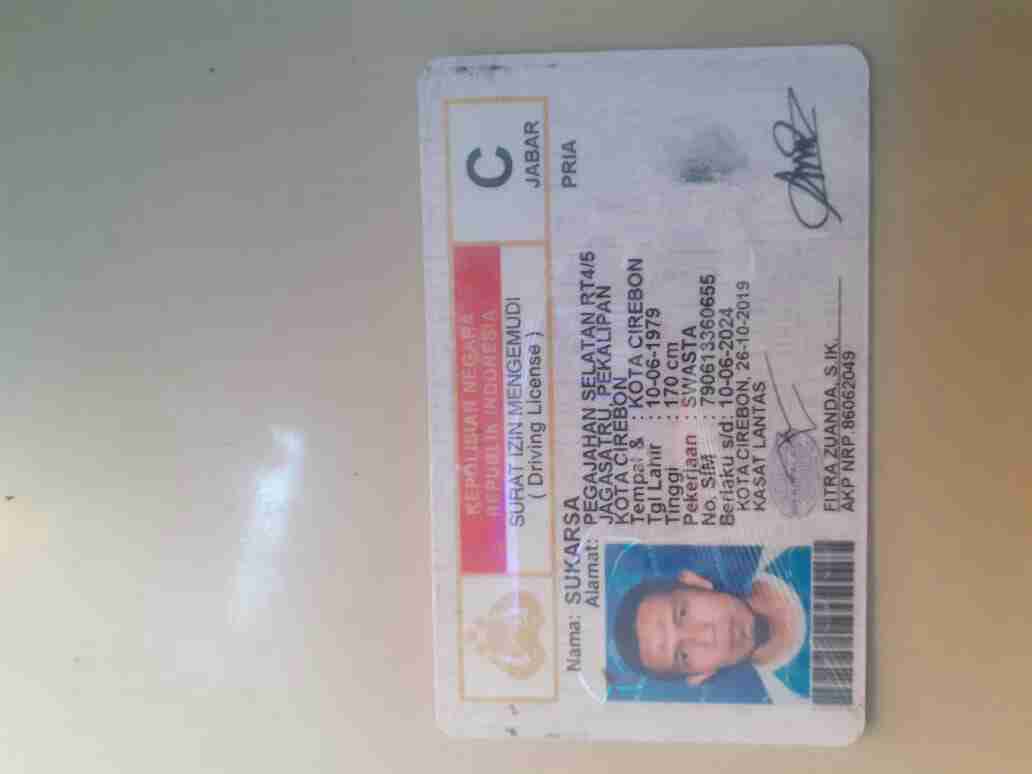 KEPOLISIAN NEGARA
REPUBLIK INDONESIA
SURAT IZIN MENGEMUDI
( Driving License )
C
JABAR
Nama: SUKARSA
PRIA
Alamat: PEGAJAHAN SELATAN RT4/5
JAGASATRU, PEKALIPAN
KOTA CIREBON
Tempat & : KOTA CIREBON
Tgl Lahir : 10-06-1979
Tinggi : 170 cm
Pekerjaan : SWASTA
No. SIM : 790613360655
Berlaku s/d: 10-06-2024
KOTA CIREBON, 26-10-2019
KASAT LANTAS
FITRA ZUANDA, S.IK.
AKP NRP 86062049